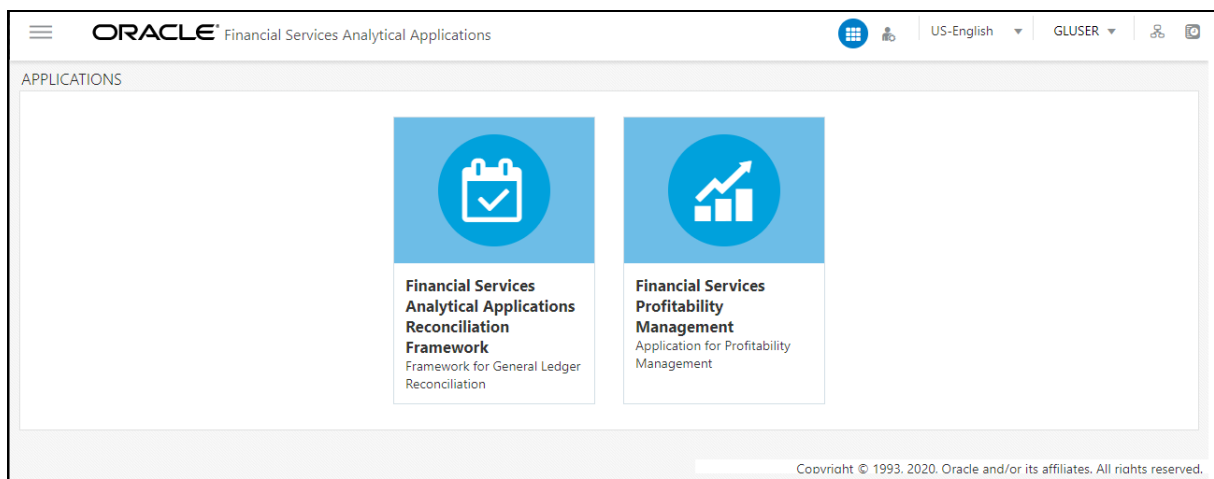 ORACLE® Financial Services Analytical Applications
US-English
GLUSER
APPLICATIONS
Financial Services
Analytical Applications
Reconciliation
Framework
Framework for General Ledger
Reconciliation
Financial Services
Profitability
Management
Application for Profitability
Management
Copyright © 1993, 2020, Oracle and/or its affiliates. All rights reserved.